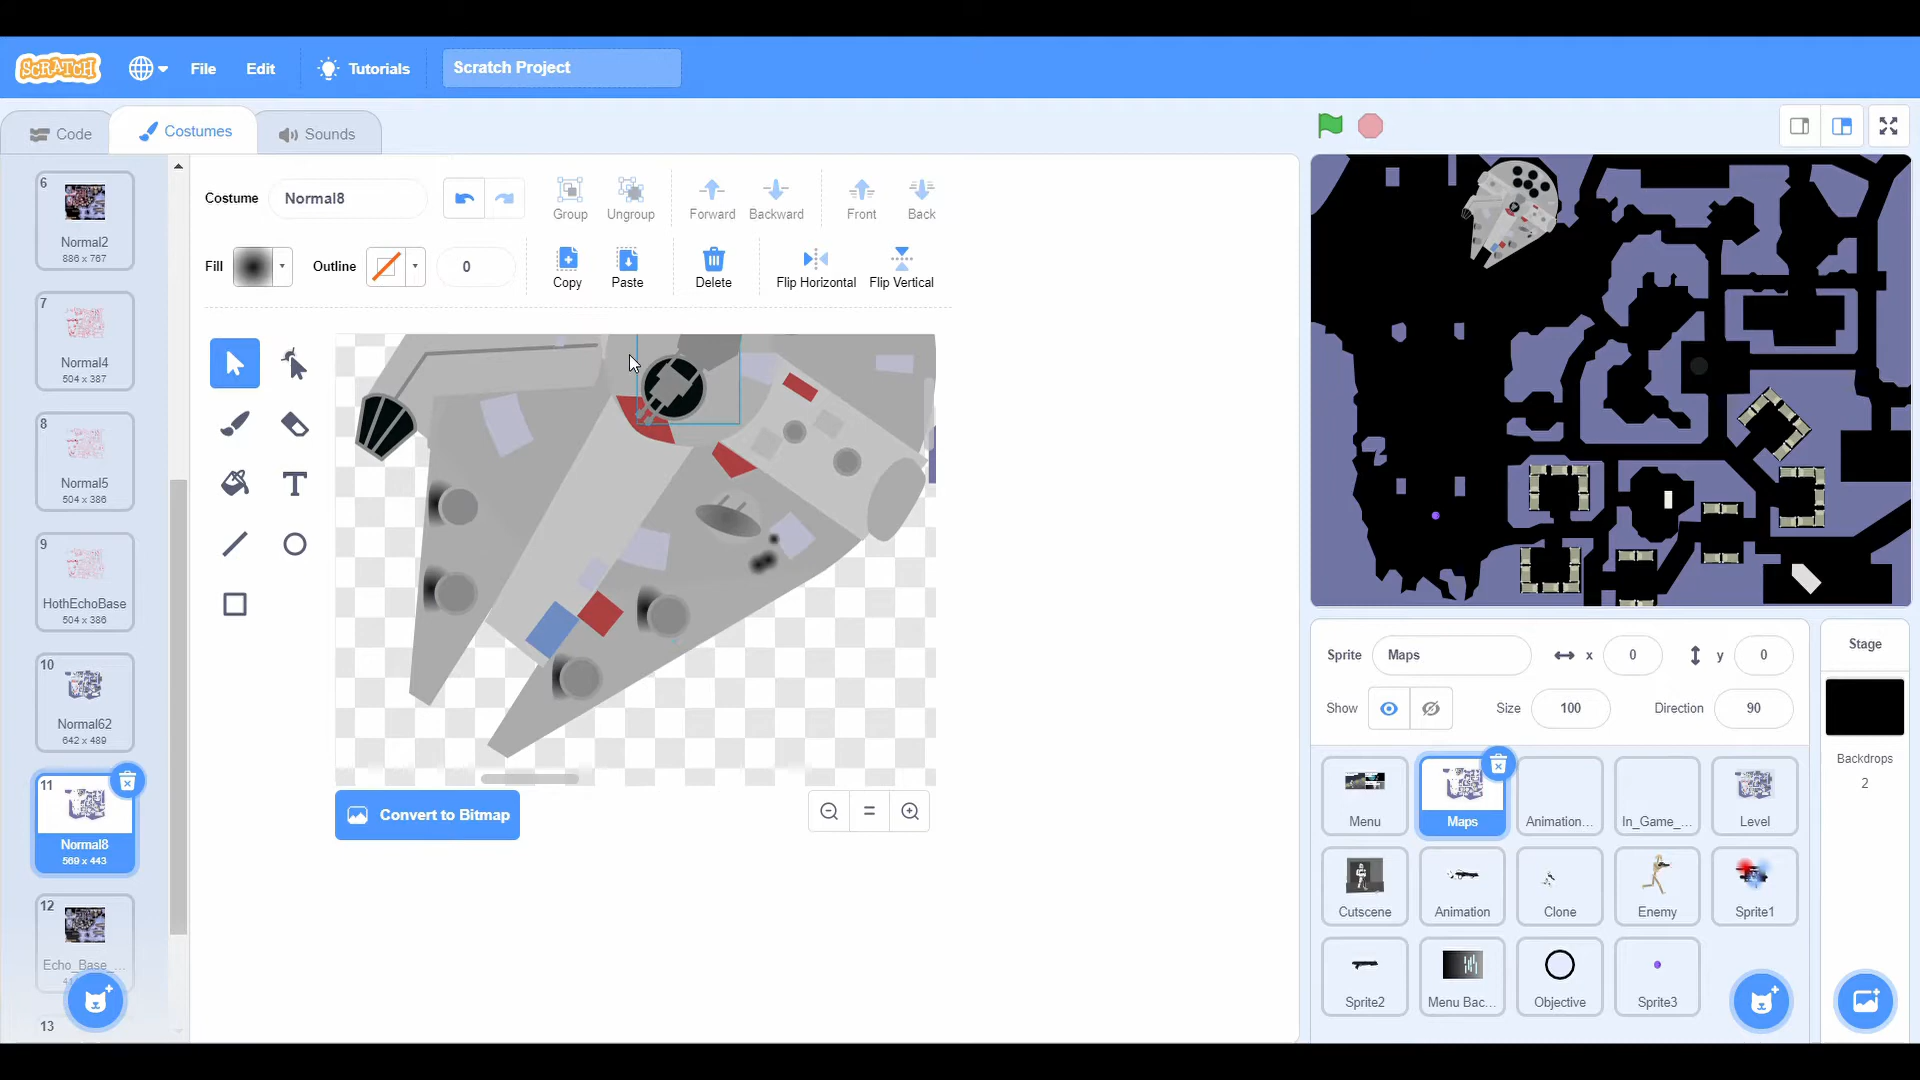 SCRATCH
File
Edit
Tutorials
Scratch Project
Code
Costumes
Sounds
6
Normal2
886 x 767
7
Normal4
504 x 387
8
Normal5
504 x 386
9
HothEchoBase
504 x 386
10
Normal62
642 x 489
11
Normal8
569 x 443
12
Echo_Base_...
13
Costume
Normal8
Group
Ungroup
Forward
Backward
Front
Back
Fill
Outline
0
Copy
Paste
Delete
Flip Horizontal
Flip Vertical
Convert to Bitmap
Sprite
Maps
x
0
y
0
Show
Size
100
Direction
90
Menu
Maps
Animation...
In_Game_...
Level
Cutscene
Animation
Clone
Enemy
Sprite1
Sprite2
Menu Bac...
Objective
Sprite3
Stage
Backdrops
2